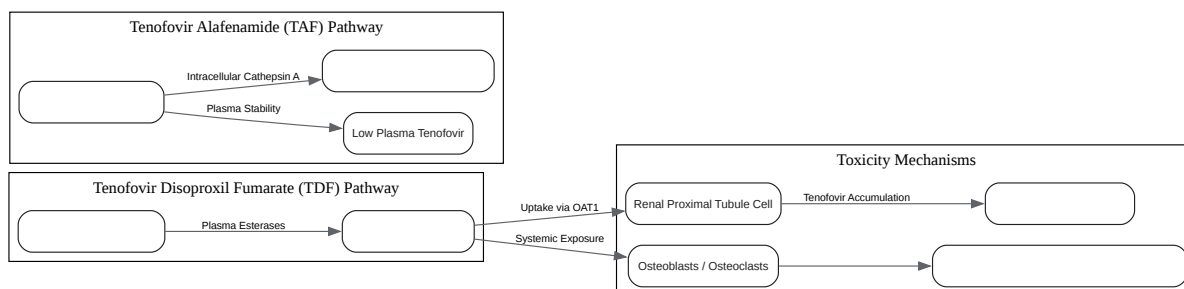 Tenofovir Alafenamide (TAF) Pathway
Intracellular Cathepsin A
Plasma Stability
Low Plasma Tenofovir
Tenofovir Disoproxil Fumarate (TDF) Pathway
Plasma Esterases
Uptake via OAT1
Systemic Exposure
Toxicity Mechanisms
Renal Proximal Tubule Cell
Tenofovir Accumulation
Osteoblasts / Osteoclasts